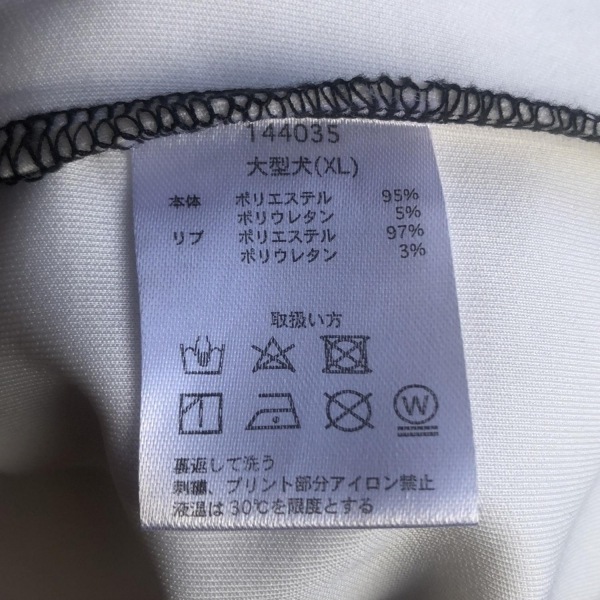 144035
大型犬(XL)
本体 ポリエステル 95%
ポリウレタン 5%
リブ ポリエステル 97%
ポリウレタン 3%
取扱い方
W
裏返して洗う
刺繍、プリント部分アイロン禁止
液温は30℃を限度とする